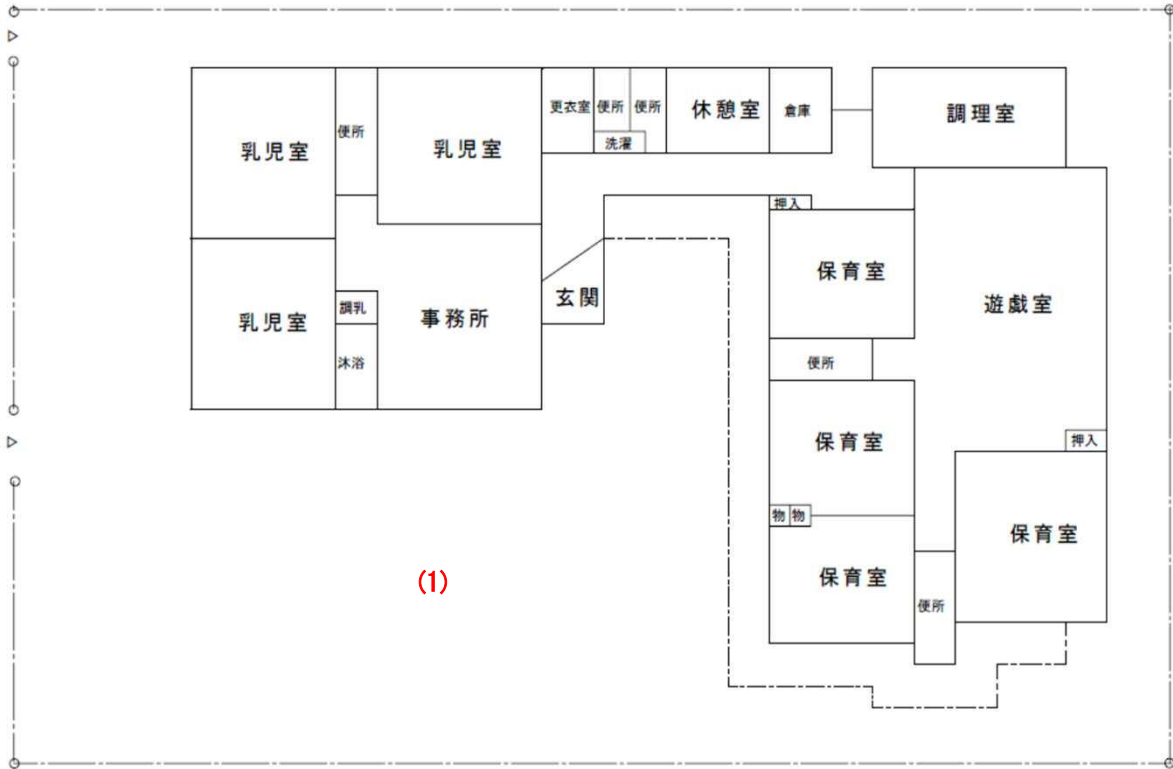 更衣室
便所
便所
休憩室
倉庫
調理室
便所
乳児室
乳児室
洗濯
押入
保育室
玄関
遊戯室
調乳
事務所
乳児室
沐浴
便所
保育室
押入
物
物
保育室
保育室
便所
(1)